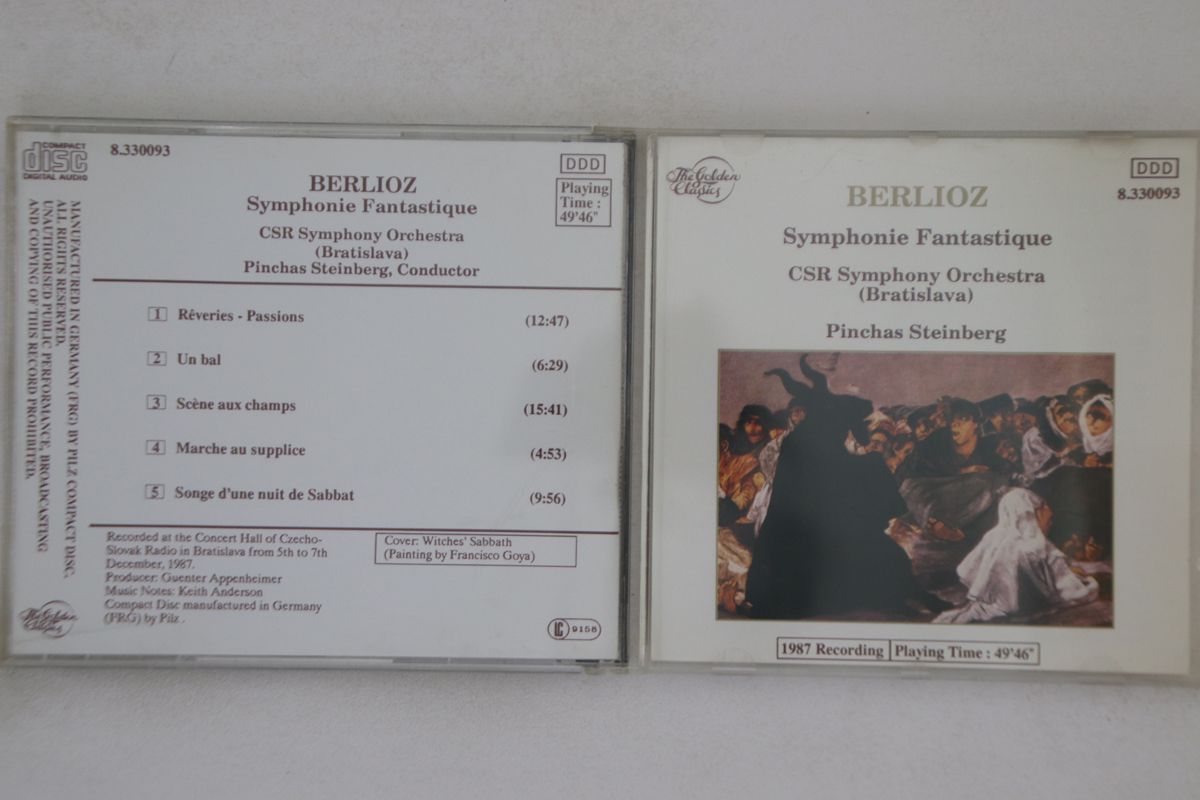 COMPACT
disc
DIGITAL AUDIO
8.330093
DDD
Playing
Time :
49'46"
BERLIOZ
Symphonie Fantastique
CSR Symphony Orchestra
(Bratislava)
Pinchas Steinberg, Conductor
1 Rêveries - Passions (12:47)
2 Un bal (6:29)
3 Scène aux champs (15:41)
4 Marche au supplice (4:53)
5 Songe d'une nuit de Sabbat (9:56)
Recorded at the Concert Hall of Czecho-
Slovak Radio in Bratislava from 5th to 7th
December, 1987.
Producer: Guenter Appenheimer
Music Notes: Keith Anderson
Compact Disc manufactured in Germany
(FRG) by Pilz .
Cover: Witches' Sabbath
(Painting by Francisco Goya)
The Golden
Classics
LC 9158
MANUFACTURED IN GERMANY (FRG) BY PILZ COMPACT DISC.
ALL RIGHTS RESERVED.
UNAUTHORISED PUBLIC PERFORMANCE, BROADCASTING
AND COPYING OF THIS RECORD PROHIBITED.
The Golden
Classics
DDD
8.330093
BERLIOZ
Symphonie Fantastique
CSR Symphony Orchestra
(Bratislava)
Pinchas Steinberg
1987 Recording Playing Time : 49'46"